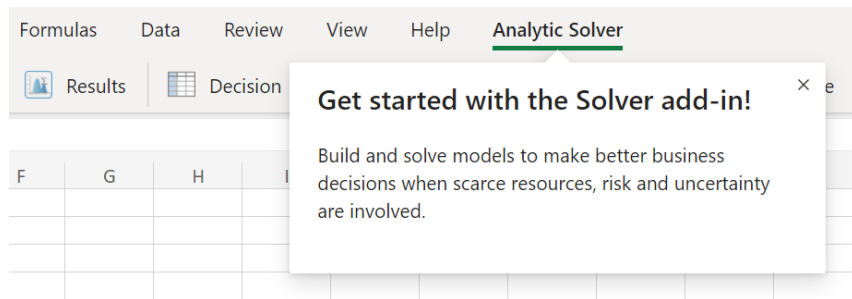 Formulas Data Review View Help Analytic Solver
Results Decision
Get started with the Solver add-in! ×
Build and solve models to make better business
decisions when scarce resources, risk and uncertainty
are involved.
F G H